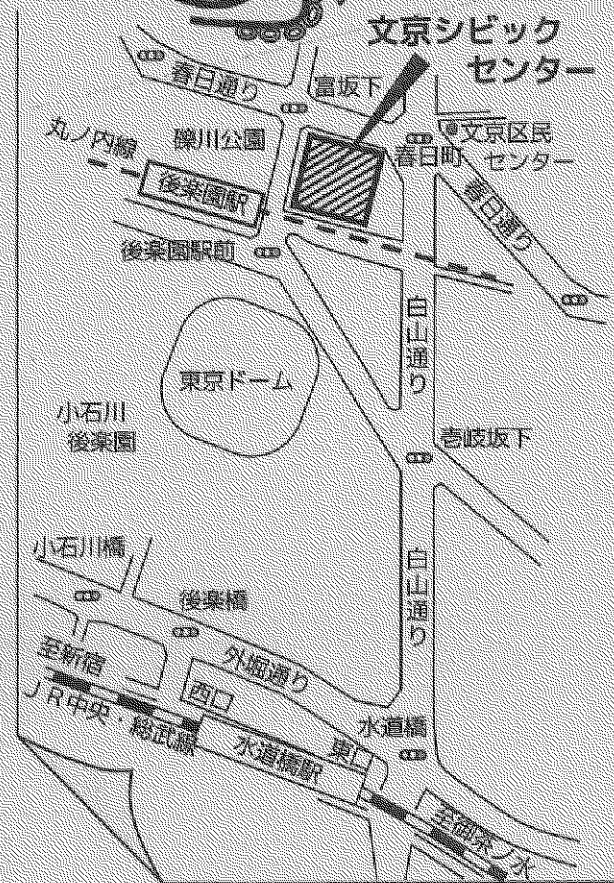 文京シビック
センター
春日通り
富坂下
丸ノ内線
礫川公園
文京区民
センター
春日町
後楽園駅
春日通り
後楽園駅前
白山通り
東京ドーム
小石川
後楽園
壱岐坂下
小石川橋
白山通り
後楽橋
外堀通り
至新宿
西口
JR中央・総武線
水道橋
東口
水道橋駅
至御茶ノ水